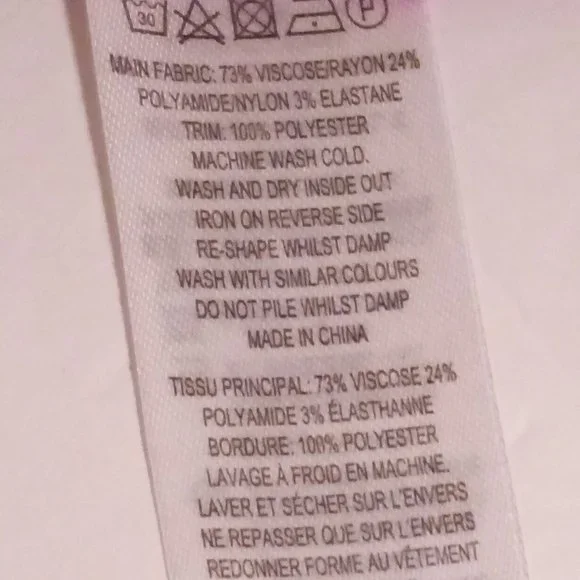 30
P
MAIN FABRIC: 73% VISCOSE/RAYON 24%
POLYAMIDE/NYLON 3% ELASTANE
TRIM: 100% POLYESTER
MACHINE WASH COLD.
WASH AND DRY INSIDE OUT
IRON ON REVERSE SIDE
RE-SHAPE WHILST DAMP
WASH WITH SIMILAR COLOURS
DO NOT PILE WHILST DAMP
MADE IN CHINA
TISSU PRINCIPAL: 73% VISCOSE 24%
POLYAMIDE 3% ÉLASTHANNE
BORDURE: 100% POLYESTER
LAVAGE À FROID EN MACHINE.
LAVER ET SÉCHER SUR L'ENVERS
NE REPASSER QUE SUR L'ENVERS
REDONNER FORME AU VÊTEMENT